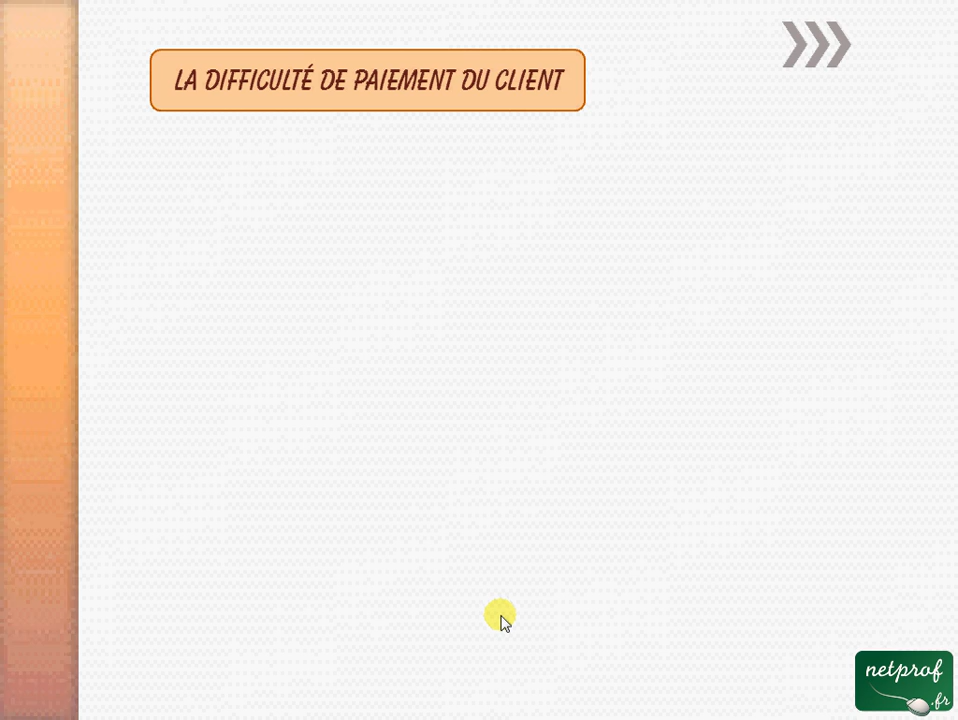 LA DIFFICULTÉ DE PAIEMENT DU CLIENT
netprof
.fr